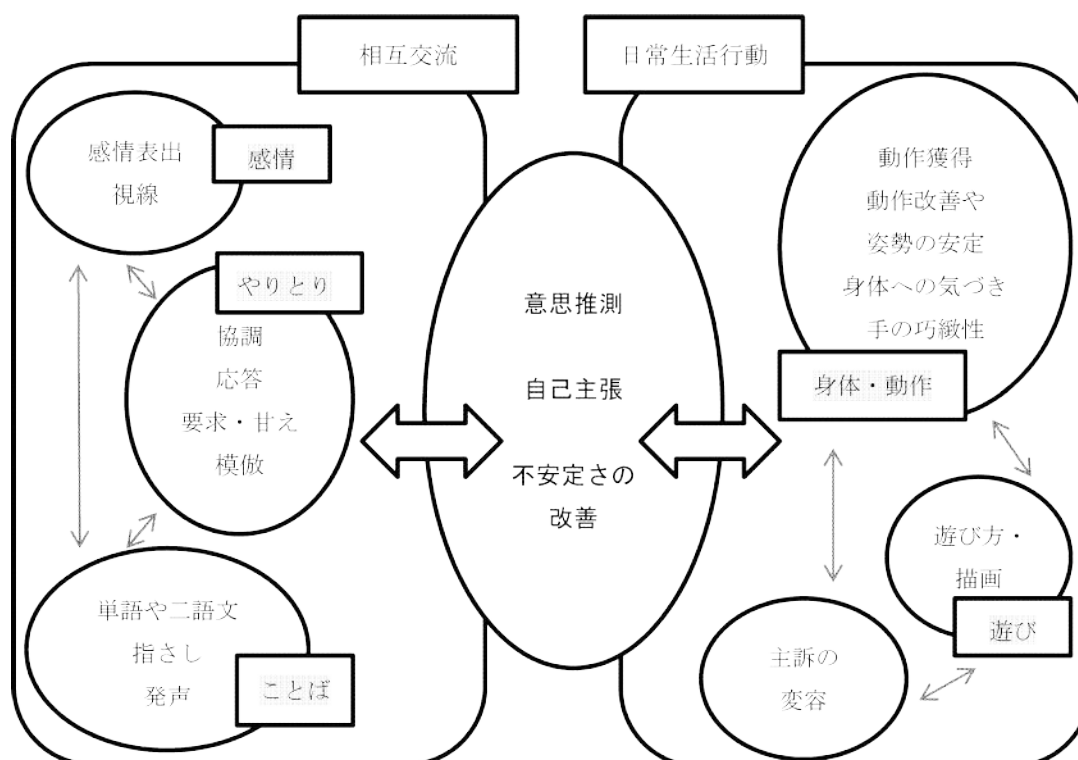 相互交流
感情表出
視線
感情
やりとり
協調
応答
要求・甘え
模倣
単語や二語文
指さし
発声
ことば
意思推測
自己主張
不安定さの
改善
日常生活行動
動作獲得
動作改善や
姿勢の安定
身体への気づき
手の巧緻性
身体・動作
遊び方・
描画
遊び
主訴の
変容